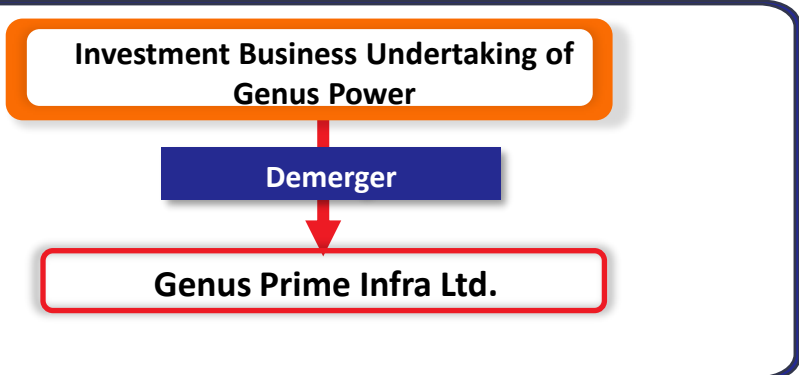 Investment Business Undertaking of
Genus Power
Demerger
Genus Prime Infra Ltd.